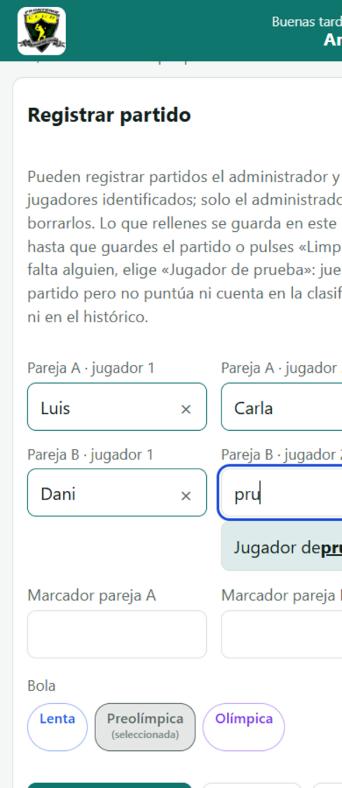 Buenas tard
Registrar partido
Pueden registrar partidos el administrador y
jugadores identificados; solo el administrado
borrarlos. Lo que rellenes se guarda en este
hasta que guardes el partido o pulses «Limp
falta alguien, elige «Jugador de prueba»: jue
partido pero no puntúa ni cuenta en la clasif
ni en el histórico.
Pareja A · jugador 1 Pareja A · jugador
Luis × Carla
Pareja B · jugador 1 Pareja B · jugador 2
Dani × pru
Jugador depru
Marcador pareja A Marcador pareja
Bola
Lenta Preolímpica Olímpica
(seleccionada)